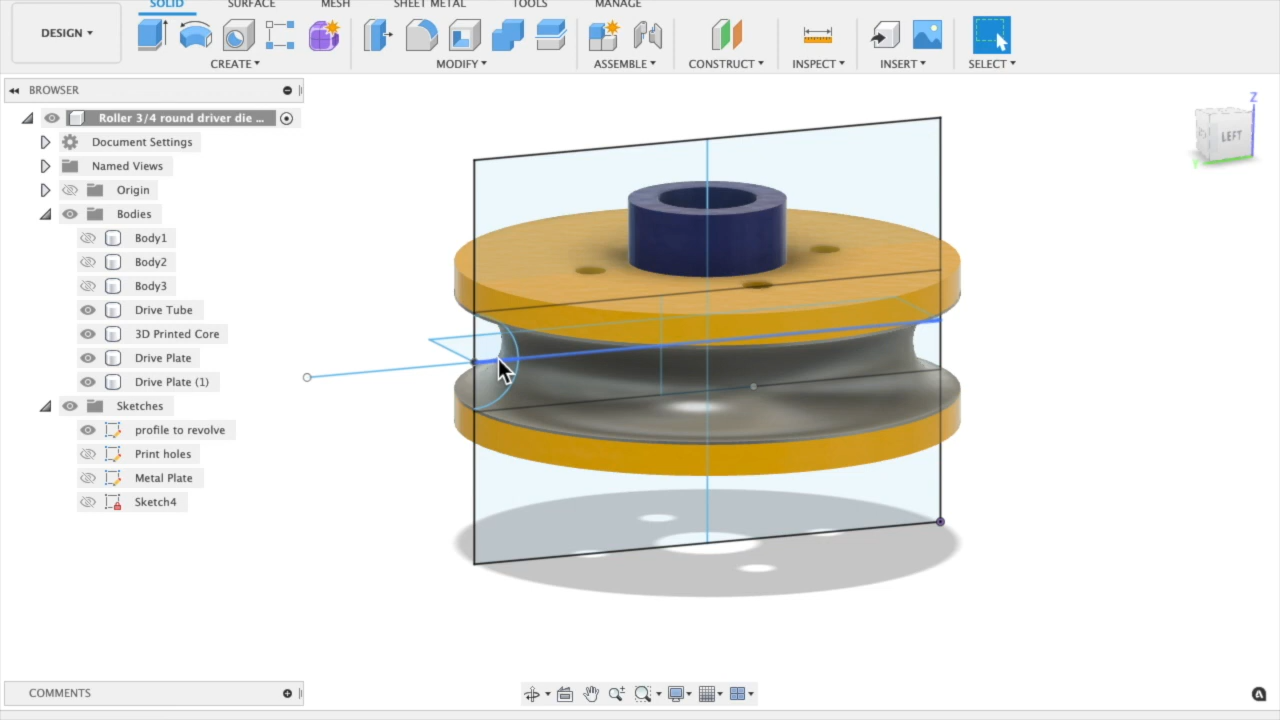 SOLID SURFACE MESH SHEET METAL TOOLS MANAGE
DESIGN
CREATE MODIFY ASSEMBLE CONSTRUCT INSPECT INSERT SELECT
BROWSER
Roller 3/4 round driver die ...
Document Settings
Named Views
Origin
Bodies
Body1
Body2
Body3
Drive Tube
3D Printed Core
Drive Plate
Drive Plate (1)
Sketches
profile to revolve
Print holes
Metal Plate
Sketch4
Z
LEFT
Y
COMMENTS